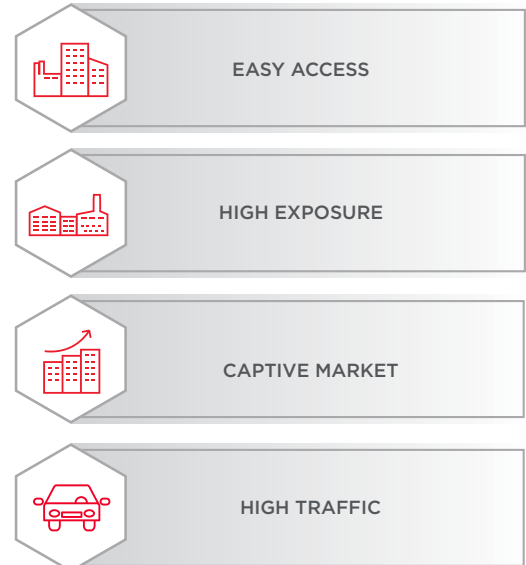 EASY ACCESS
HIGH EXPOSURE
CAPTIVE MARKET
HIGH TRAFFIC